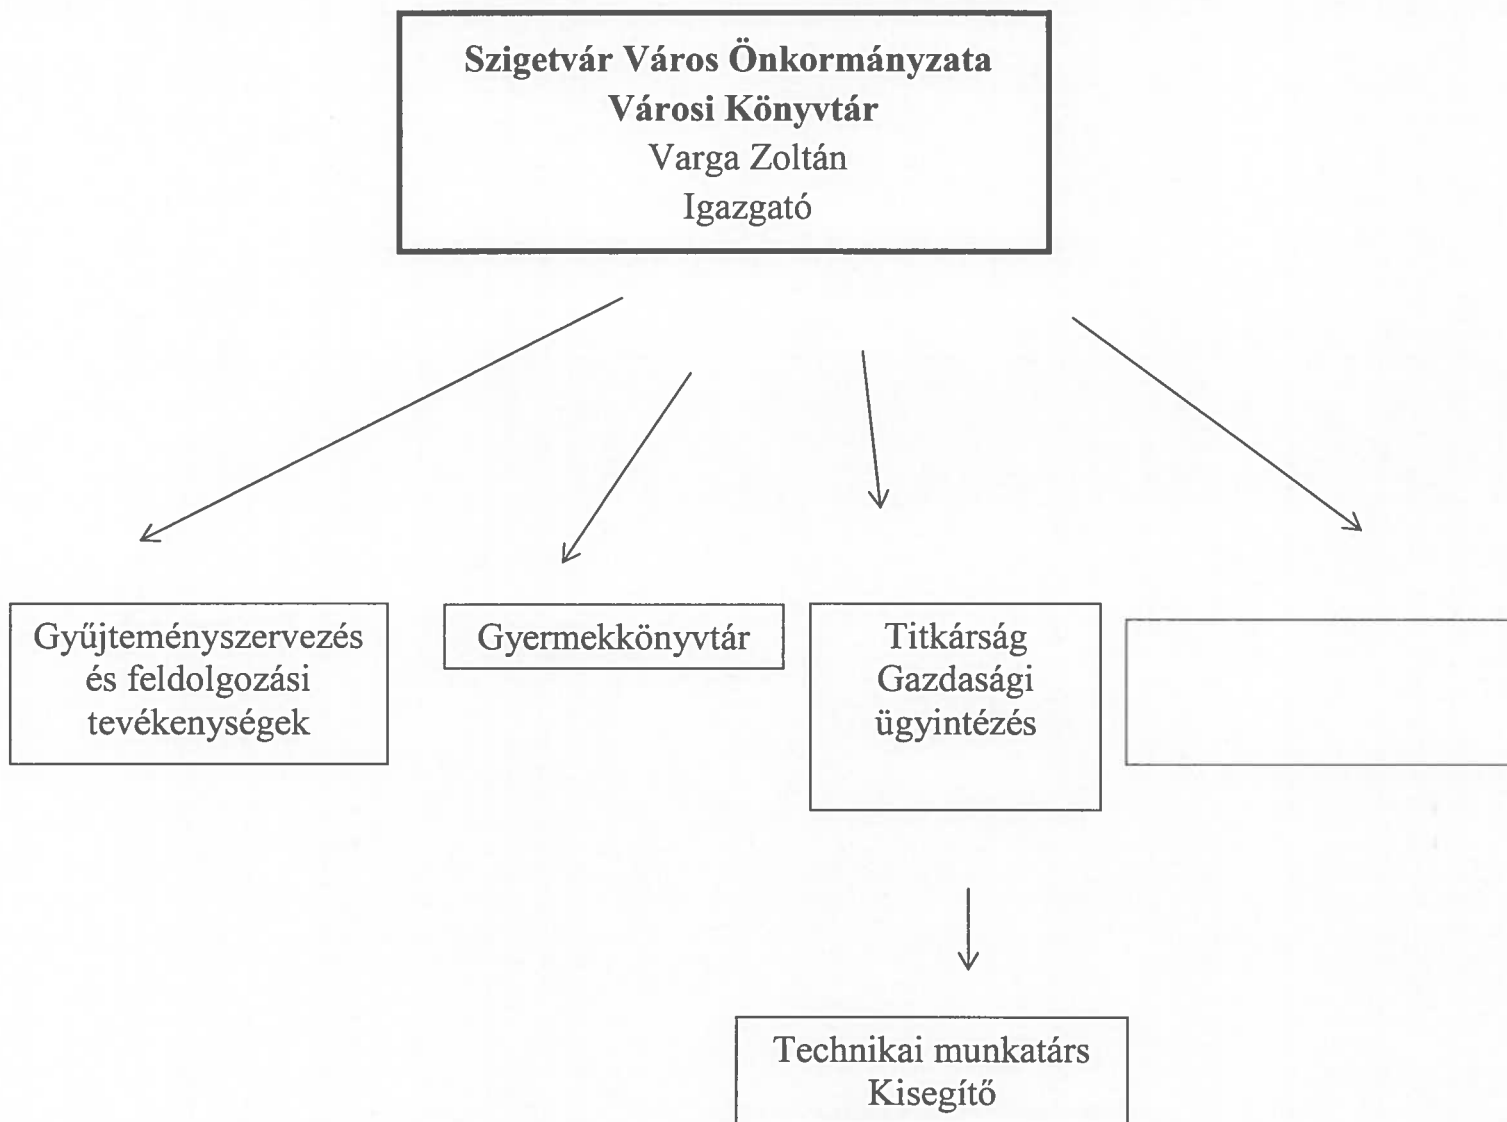 Szigetvár Város Önkormányzata
Városi Könyvtár
Varga Zoltán
Igazgató
Gyűjteményszervezés
és feldolgozási
tevékenységek
Gyermekkönyvtár
Titkárság
Gazdasági
ügyintézés
Technikai munkatárs
Kisegítő